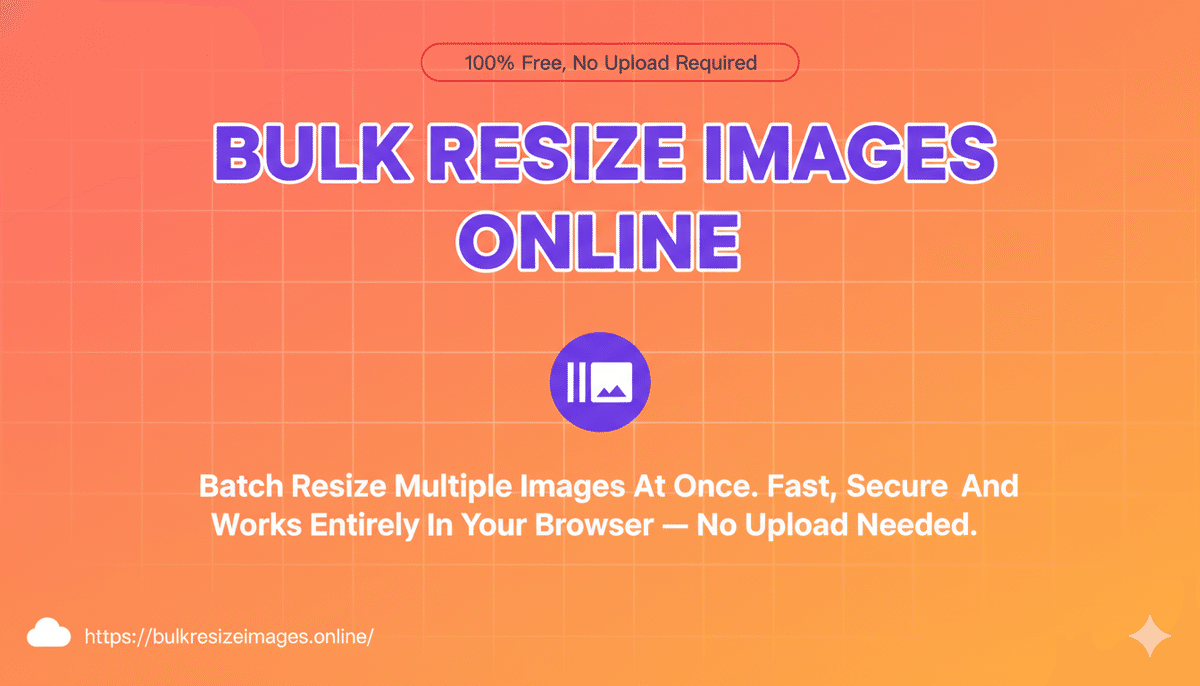 100% Free, No Upload Required
BULK RESIZE IMAGES
ONLINE
Batch Resize Multiple Images At Once. Fast, Secure And
Works Entirely In Your Browser — No Upload Needed.
https://bulkresizeimages.online/